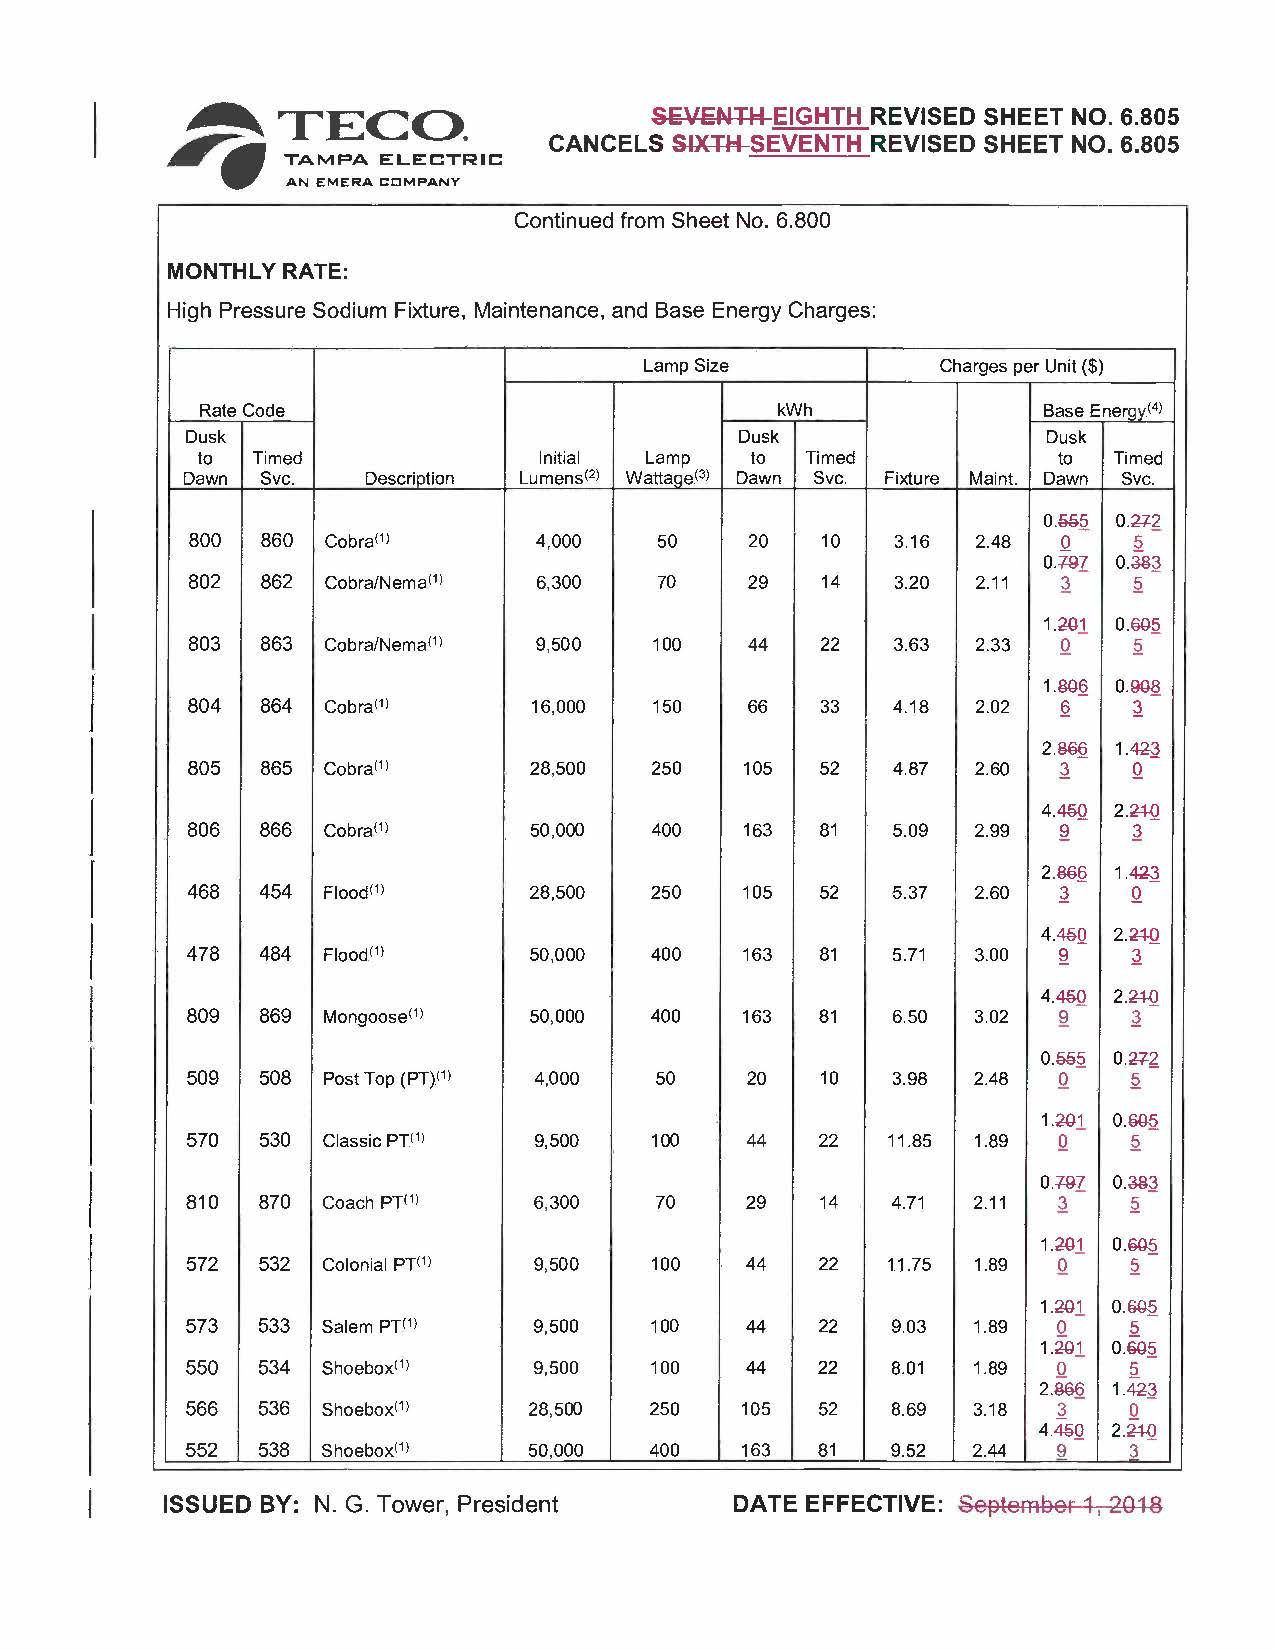 TECO.
TAMPA ELECTRIC
AN EMERA COMPANY
SEVENTH EIGHTH REVISED SHEET NO. 6.805
CANCELS SIXTH SEVENTH REVISED SHEET NO. 6.805
Continued from Sheet No. 6.800
MONTHLY RATE:
High Pressure Sodium Fixture, Maintenance, and Base Energy Charges:
Lamp Size Charges per Unit ($)
Rate Code kWh Base Energy(4)
Dusk Dusk Dusk
to Timed Initial Lamp to Timed to Timed
Dawn Svc. Description Lumens(2) Wattage(3) Dawn Svc. Fixture Maint. Dawn Svc.
0.555 0.272
800 860 Cobra(1) 4,000 50 20 10 3.16 2.48 0 5
0.797 0.383
802 862 Cobra/Nema(1) 6,300 70 29 14 3.20 2.11 3 5
1.201 0.605
803 863 Cobra/Nema(1) 9,500 100 44 22 3.63 2.33 0 5
1.806 0.908
804 864 Cobra(1) 16,000 150 66 33 4.18 2.02 6 3
2.866 1.423
805 865 Cobra(1) 28,500 250 105 52 4.87 2.60 3 0
4.450 2.210
806 866 Cobra(1) 50,000 400 163 81 5.09 2.99 9 3
2.866 1.423
468 454 Flood(1) 28,500 250 105 52 5.37 2.60 3 0
4.450 2.210
478 484 Flood(1) 50,000 400 163 81 5.71 3.00 9 3
4.450 2.210
809 869 Mongoose(1) 50,000 400 163 81 6.50 3.02 9 3
0.555 0.272
509 508 Post Top (PT)(1) 4,000 50 20 10 3.98 2.48 0 5
1.201 0.605
570 530 Classic PT(1) 9,500 100 44 22 11.85 1.89 0 5
0.797 0.383
810 870 Coach PT(1) 6,300 70 29 14 4.71 2.11 3 5
1.201 0.605
572 532 Colonial PT(1) 9,500 100 44 22 11.75 1.89 0 5
1.201 0.605
573 533 Salem PT(1) 9,500 100 44 22 9.03 1.89 0 5
1.201 0.605
550 534 Shoebox(1) 9,500 100 44 22 8.01 1.89 0 5
2.866 1.423
566 536 Shoebox(1) 28,500 250 105 52 8.69 3.18 3 0
4.450 2.210
552 538 Shoebox(1) 50,000 400 163 81 9.52 2.44 9 3
ISSUED BY: N. G. Tower, President DATE EFFECTIVE: September 1, 2018